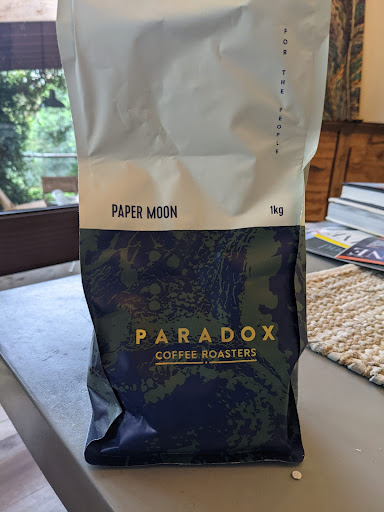 FOR THE PEOPLE
PAPER MOON
1kg
PARADOX
COFFEE ROASTERS